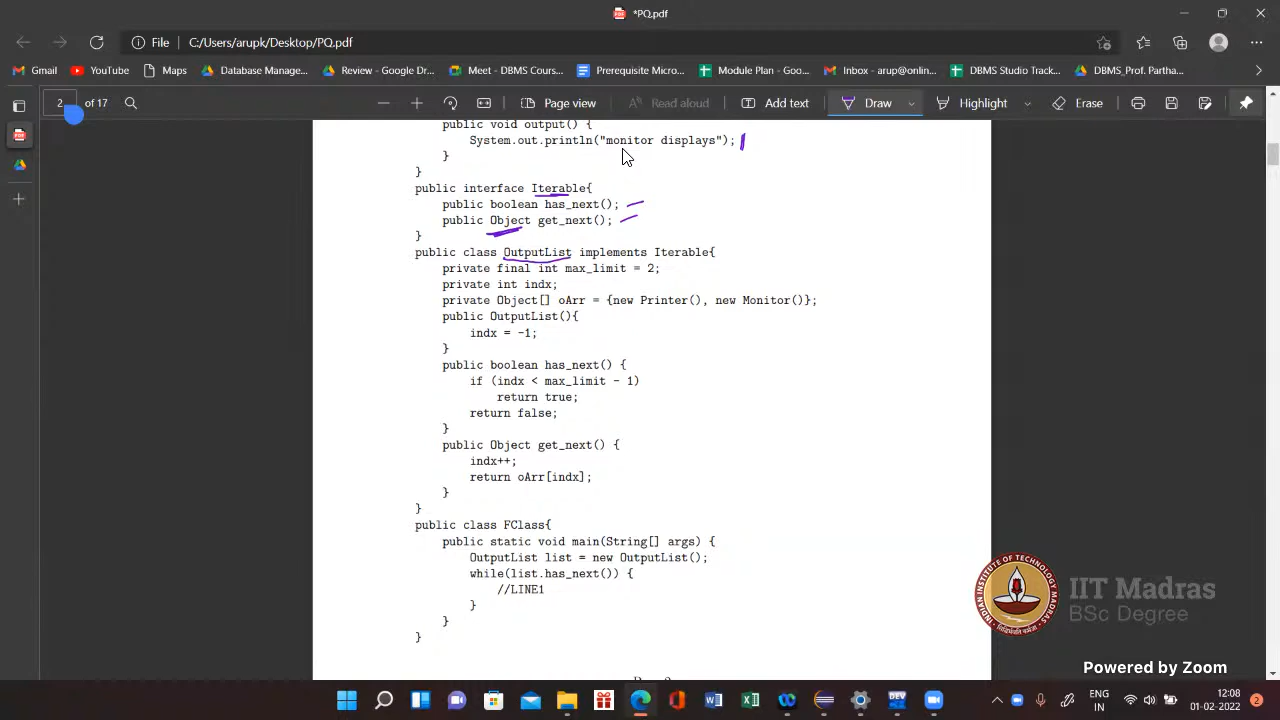 *PQ.pdf
File C:/Users/arupk/Desktop/PQ.pdf
Gmail YouTube Maps Database Manage... Review - Google Dr... Meet - DBMS Cours... Prerequisite Micro... Module Plan - Goo... Inbox - arup@onlin... DBMS Studio Track... DBMS_Prof. Partha...
2 of 17 Page view Read aloud Add text Draw Highlight Erase
public void output() {
System.out.println("monitor displays");
}
}
public interface Iterable{
public boolean has_next();
public Object get_next();
}
public class OutputList implements Iterable{
private final int max_limit = 2;
private int indx;
private Object[] oArr = {new Printer(), new Monitor()};
public OutputList(){
indx = -1;
}
public boolean has_next() {
if (indx < max_limit - 1)
return true;
return false;
}
public Object get_next() {
indx++;
return oArr[indx];
}
}
public class FClass{
public static void main(String[] args) {
OutputList list = new OutputList();
while(list.has_next()) {
//LINE1
}
}
}
INDIAN INSTITUTE OF TECHNOLOGY MADRAS
IIT Madras
BSc Degree
Powered by Zoom
ENG
IN
12:08
01-02-2022
2